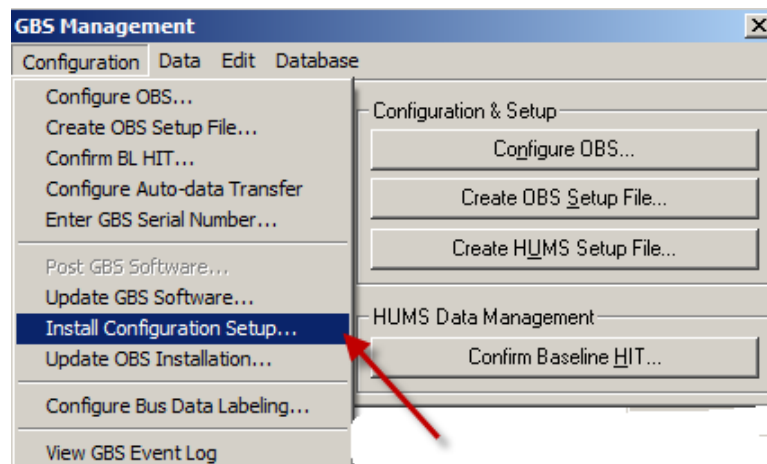 GBS Management
Configuration Data Edit Database
Configure OBS...
Create OBS Setup File...
Confirm BL HIT...
Configure Auto-data Transfer
Enter GBS Serial Number...
Post GBS Software...
Update GBS Software...
Install Configuration Setup...
Update OBS Installation...
Configure Bus Data Labeling...
View GBS Event Log
Configuration & Setup
Configure OBS...
Create OBS Setup File...
Create HUMS Setup File...
HUMS Data Management
Confirm Baseline HIT...